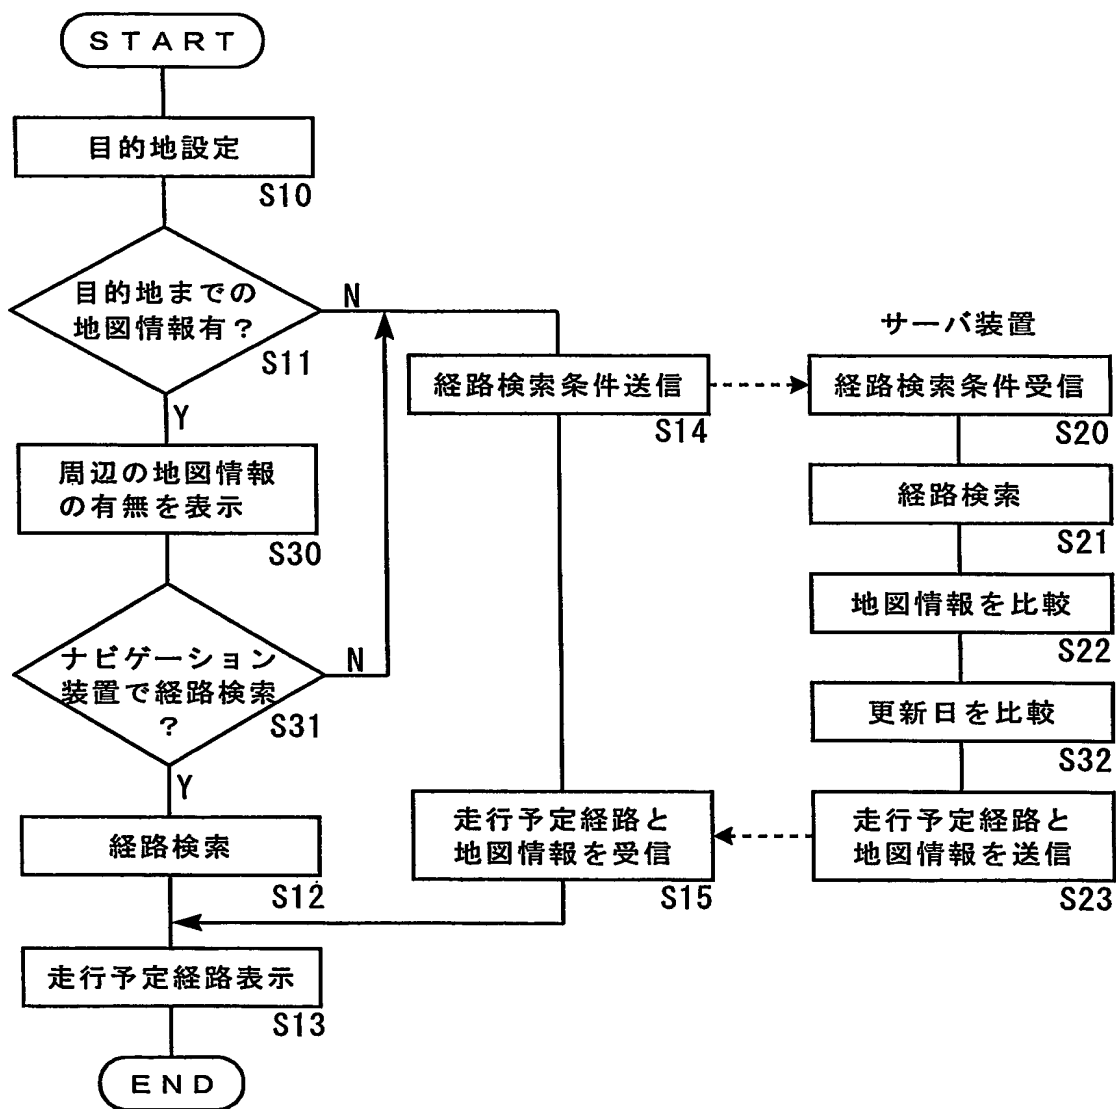 START
目的地設定
S10
目的地までの
地図情報有？
S11
N
Y
周辺の地図情報
の有無を表示
S30
ナビゲーション
装置で経路検索
？
S31
N
Y
経路検索
S12
走行予定経路表示
S13
END
経路検索条件送信
S14
走行予定経路と
地図情報を受信
S15
サーバ装置
経路検索条件受信
S20
経路検索
S21
地図情報を比較
S22
更新日を比較
S32
走行予定経路と
地図情報を送信
S23